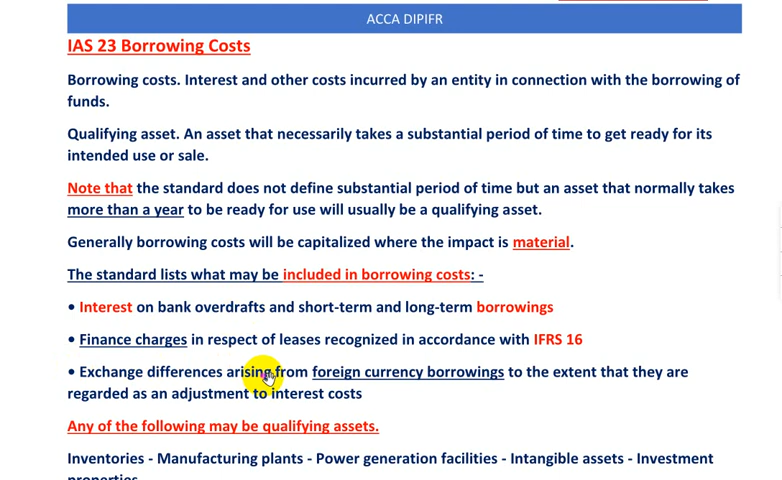 ACCA DIPIFR
IAS 23 Borrowing Costs
Borrowing costs. Interest and other costs incurred by an entity in connection with the borrowing of
funds.
Qualifying asset. An asset that necessarily takes a substantial period of time to get ready for its
intended use or sale.
Note that the standard does not define substantial period of time but an asset that normally takes
more than a year to be ready for use will usually be a qualifying asset.
Generally borrowing costs will be capitalized where the impact is material.
The standard lists what may be included in borrowing costs: -
• Interest on bank overdrafts and short-term and long-term borrowings
• Finance charges in respect of leases recognized in accordance with IFRS 16
• Exchange differences arising from foreign currency borrowings to the extent that they are
regarded as an adjustment to interest costs
Any of the following may be qualifying assets.
Inventories - Manufacturing plants - Power generation facilities - Intangible assets - Investment
properties